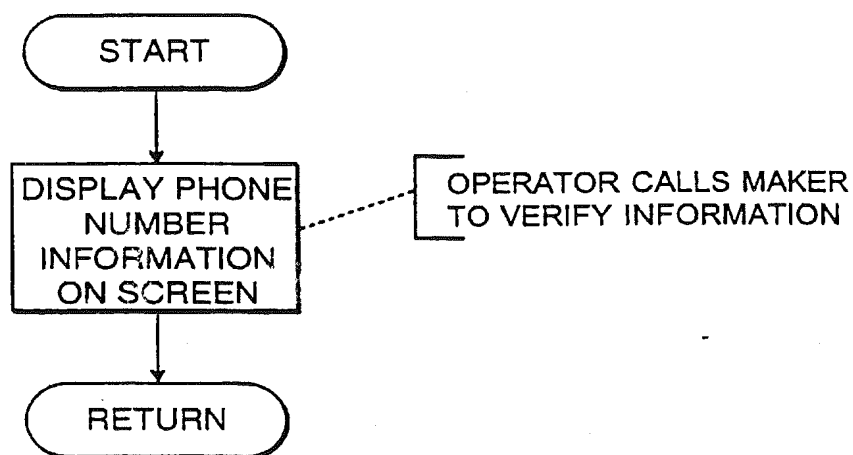 START
DISPLAY PHONE
NUMBER
INFORMATION
ON SCREEN
OPERATOR CALLS MAKER
TO VERIFY INFORMATION
RETURN